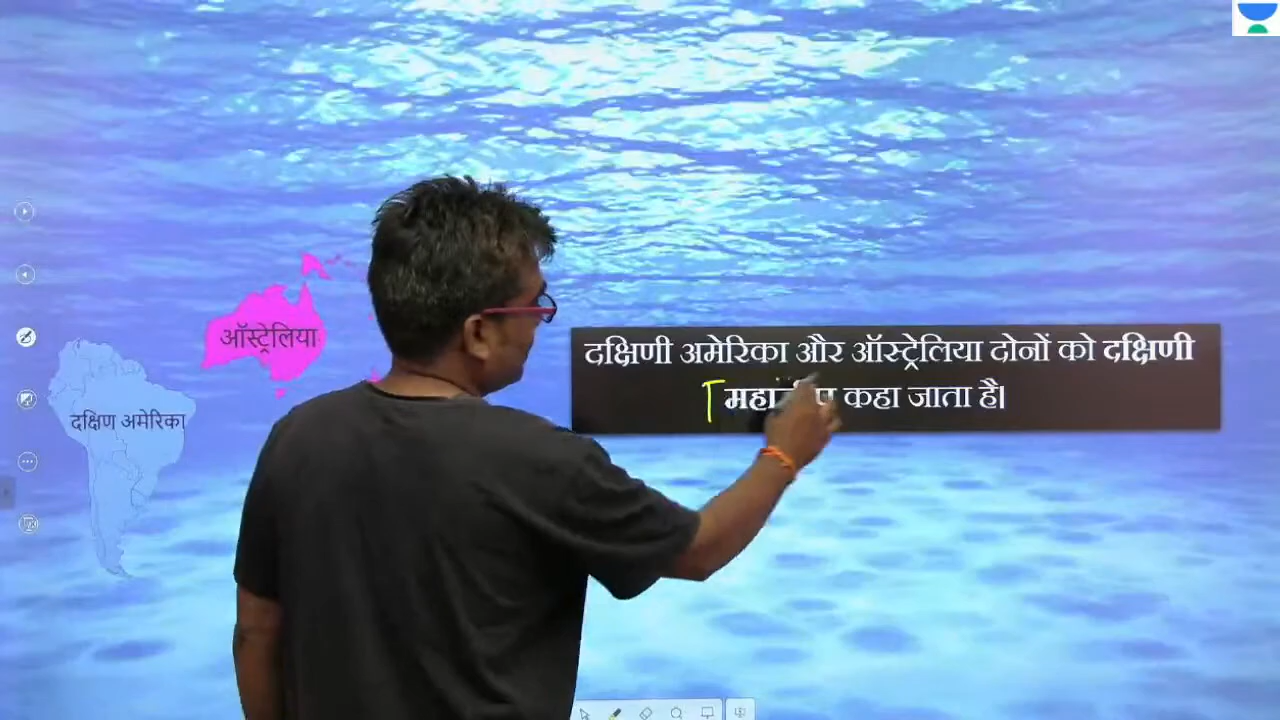 ऑस्ट्रेलिया
दक्षिण अमेरिका
दक्षिणी अमेरिका और ऑस्ट्रेलिया दोनों को दक्षिणी
कहा जाता है।